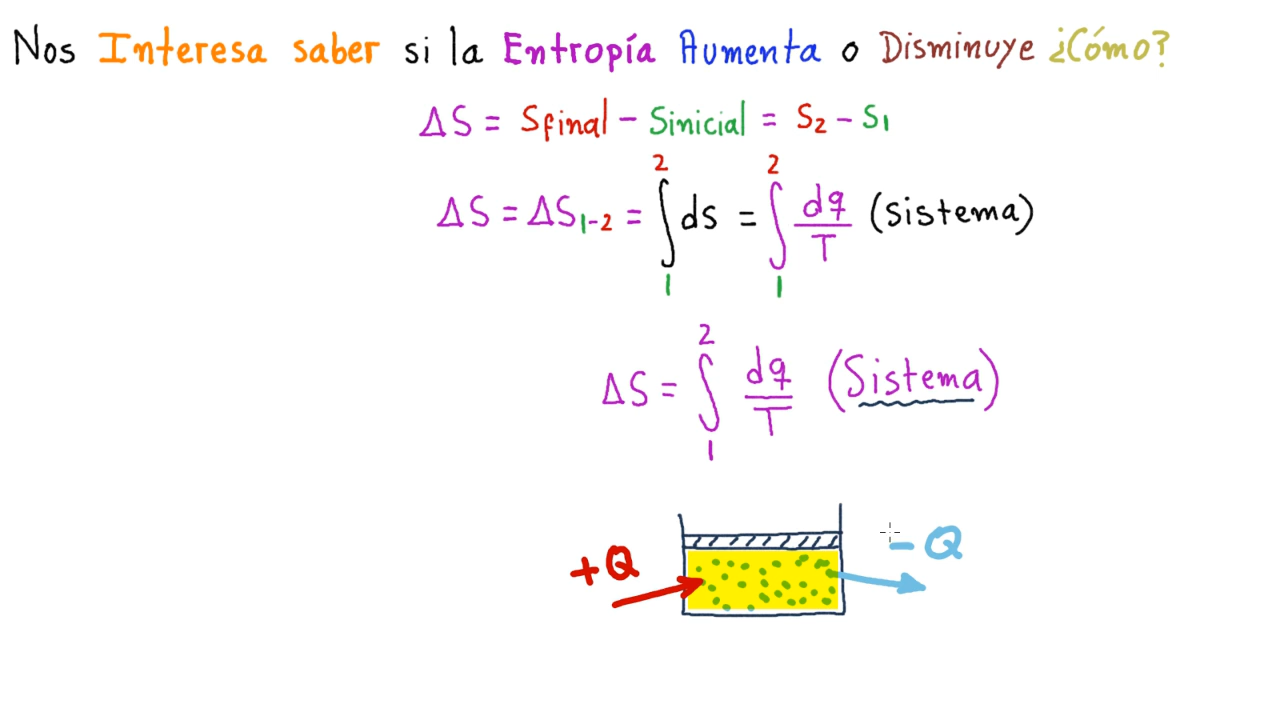 Nos Interesa saber si la Entropía Aumenta o Disminuye ¿Cómo?
ΔS = Sfinal - Sinicial = S₂ - S₁
ΔS = ΔS₁₋₂ = ∫₁² ds = ∫₁² dq/T (sistema)
ΔS = ∫₁² dq/T (Sistema)
+Q
-Q